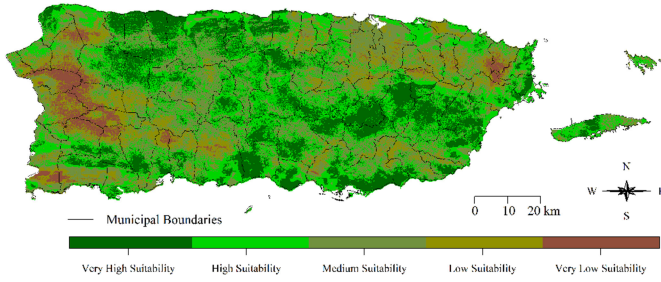 N
W
E
S
0 10 20 km
Municipal Boundaries
Very High Suitability
High Suitability
Medium Suitability
Low Suitability
Very Low Suitability